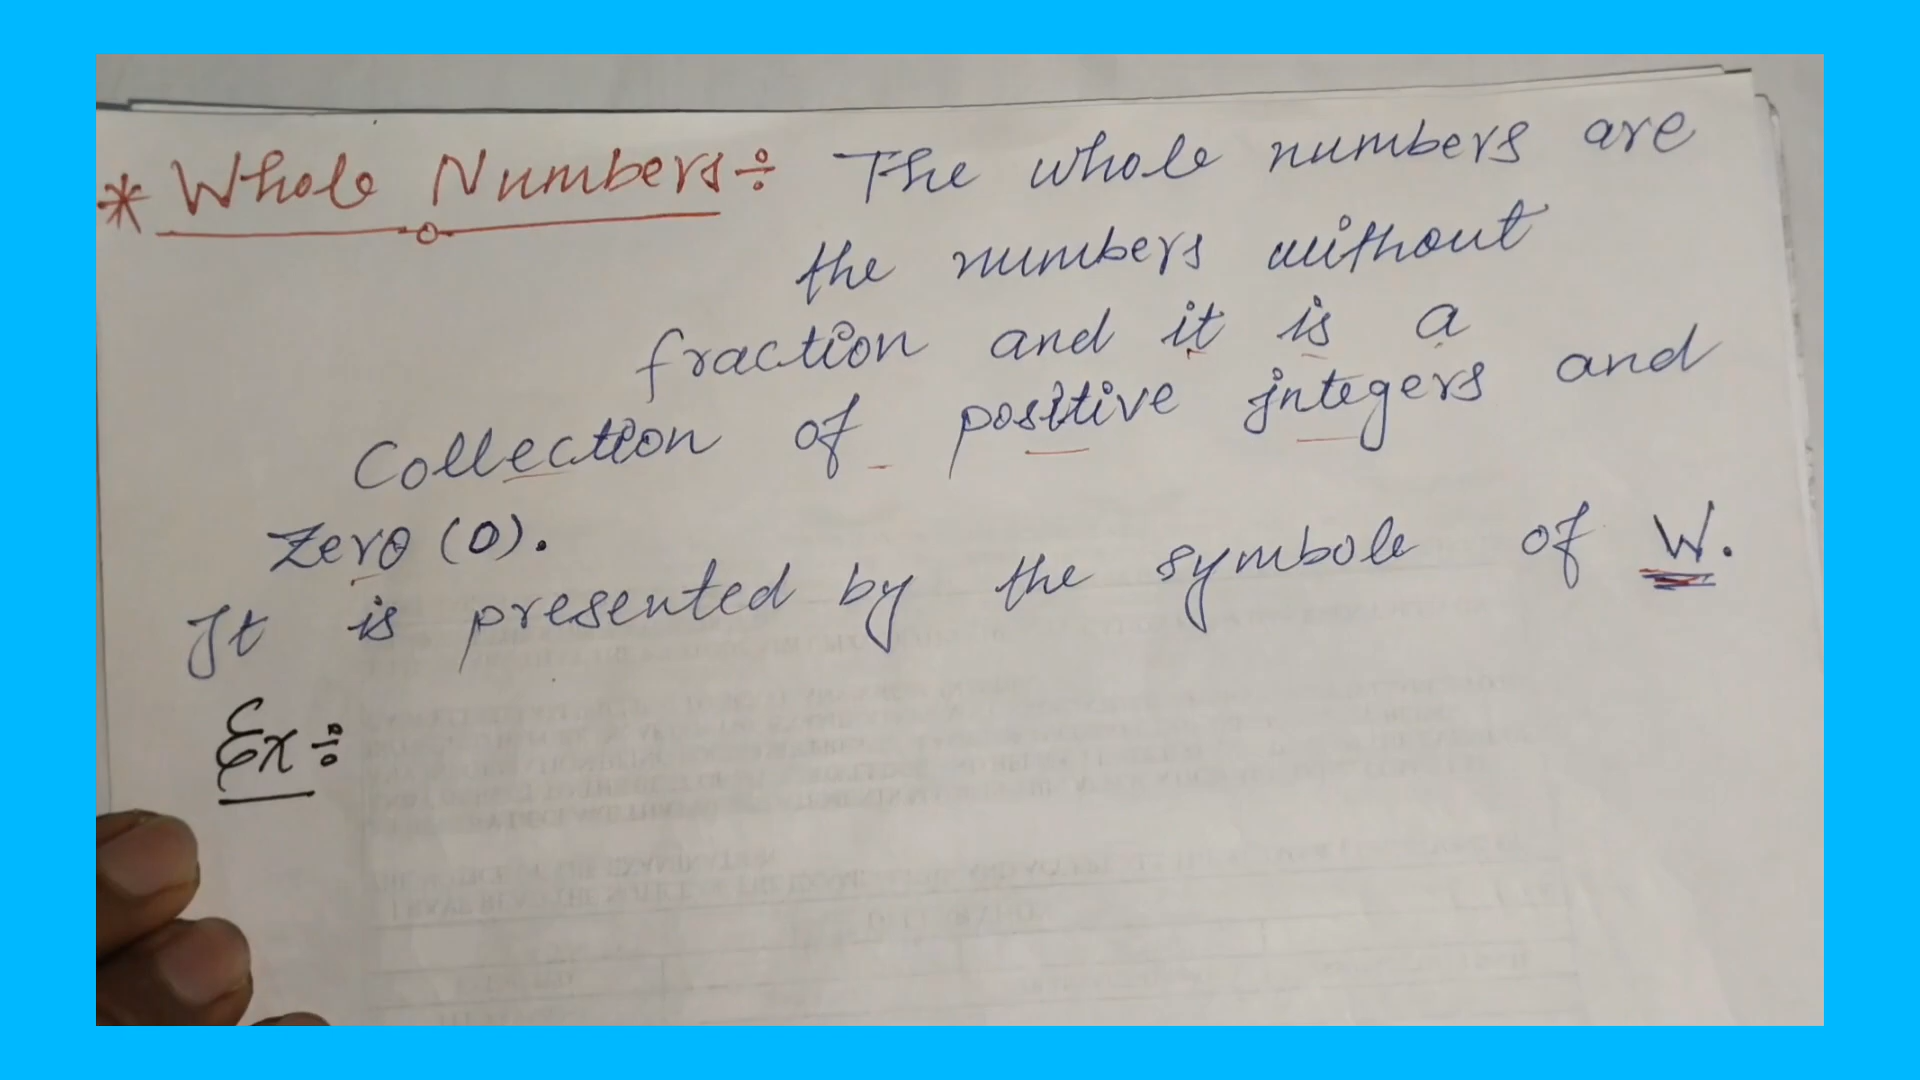 * Whole Numbers÷ The whole numbers are
the numbers without
fraction and it is a
Collection of positive integers and
Zero (0).
It is presented by the symbole of W.
Ex÷